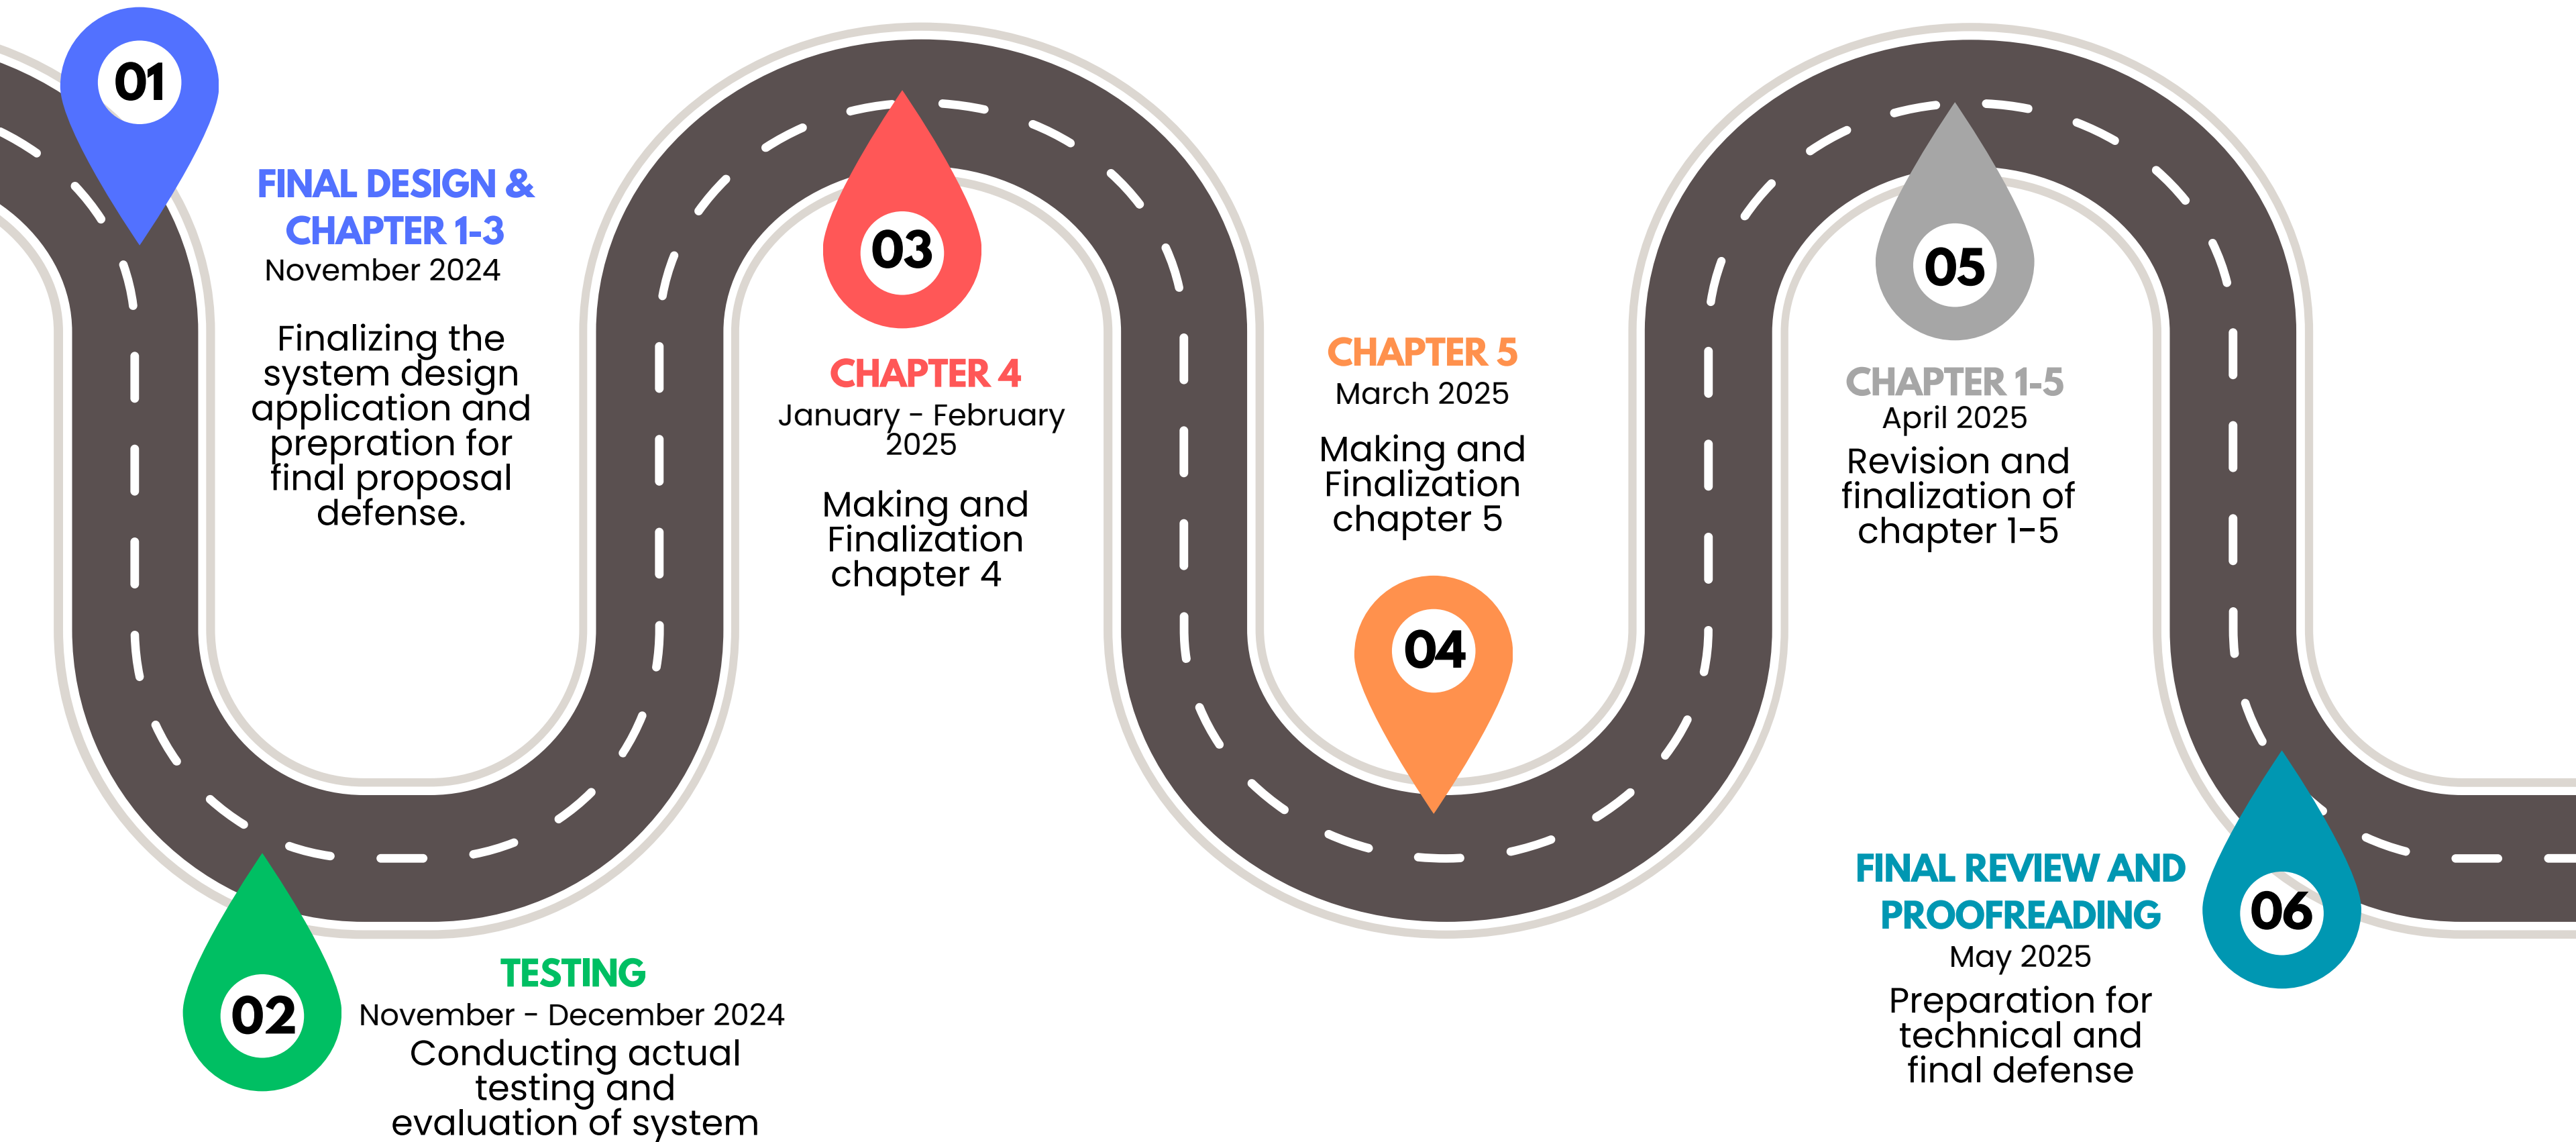 01
FINAL DESIGN &
CHAPTER 1-3
November 2024
Finalizing the
system design
application and
prepration for
final proposal
defense.
02
TESTING
November - December 2024
Conducting actual
testing and
evaluation of system
03
CHAPTER 4
January - February
2025
Making and
Finalization
chapter 4
CHAPTER 5
March 2025
Making and
Finalization
chapter 5
04
05
CHAPTER 1-5
April 2025
Revision and
finalization of
chapter 1-5
FINAL REVIEW AND
PROOFREADING
May 2025
Preparation for
technical and
final defense
06